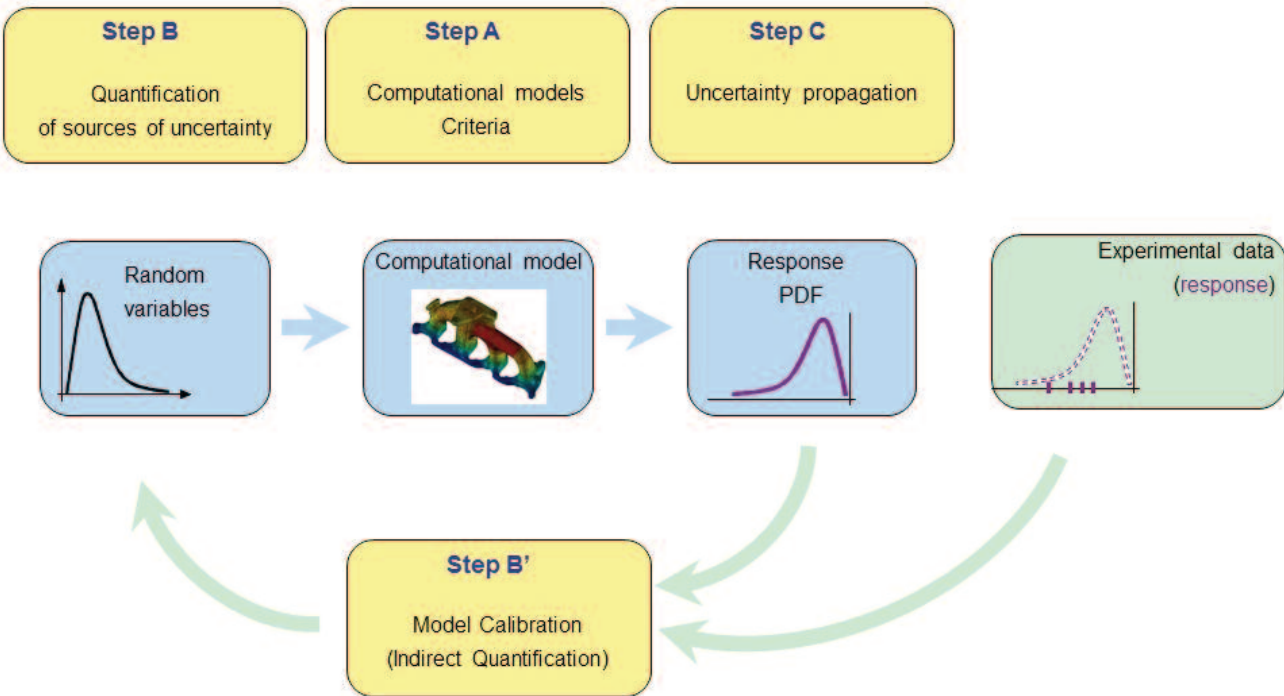 Step B
Quantification
of sources of uncertainty
Step A
Computational models
Criteria
Step C
Uncertainty propagation
Random
variables
Computational model
Response
PDF
Experimental data
(response)
Step B’
Model Calibration
(Indirect Quantification)